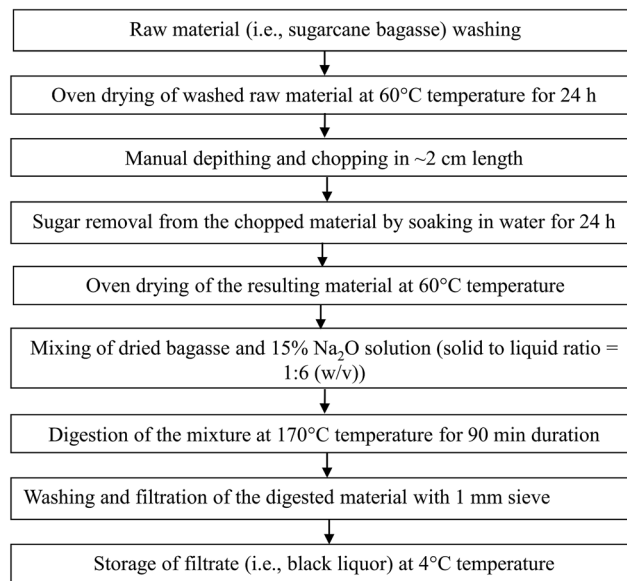 Raw material (i.e., sugarcane bagasse) washing
Oven drying of washed raw material at 60°C temperature for 24 h
Manual depithing and chopping in ~2 cm length
Sugar removal from the chopped material by soaking in water for 24 h
Oven drying of the resulting material at 60°C temperature
Mixing of dried bagasse and 15% Na₂O solution (solid to liquid ratio =
1:6 (w/v))
Digestion of the mixture at 170°C temperature for 90 min duration
Washing and filtration of the digested material with 1 mm sieve
Storage of filtrate (i.e., black liquor) at 4°C temperature